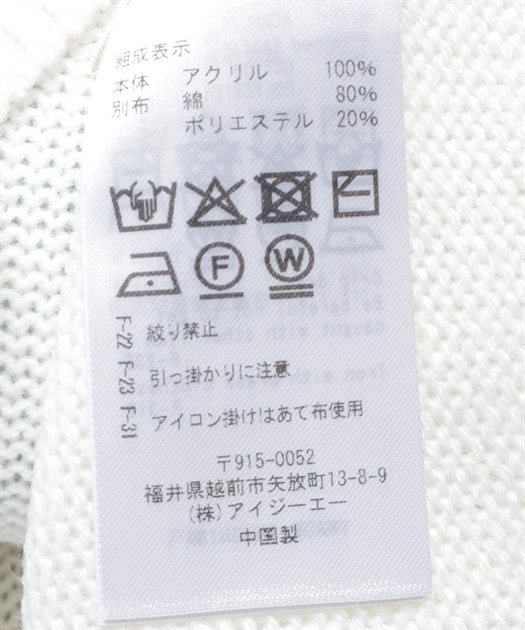 組成表示
本体 アクリル 100%
別布 綿 80%
ポリエステル 20%
F
W
F-22 絞り禁止
F-23 引っ掛かりに注意
F-31 アイロン掛けはあて布使用
〒915-0052
福井県越前市矢放町13-8-9
(株)アイジーエー
中国製